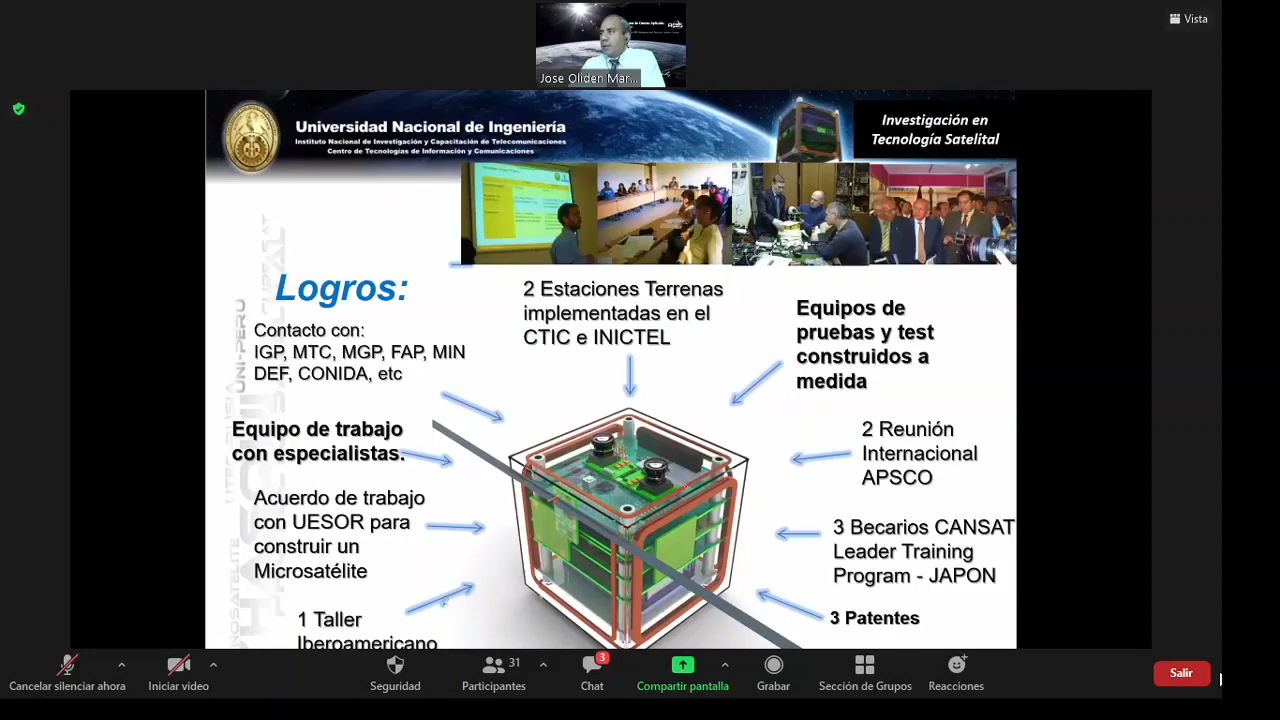 Vista
Jose Oliden Mar...
Universidad Nacional de Ingeniería
Instituto Nacional de Investigación y Capacitación de Telecomunicaciones
Centro de Tecnologías de Información y Comunicaciones
Investigación en
Tecnología Satelital
Logros:
Contacto con:
IGP, MTC, MGP, FAP, MIN
DEF, CONIDA, etc
2 Estaciones Terrenas
implementadas en el
CTIC e INICTEL
Equipos de
pruebas y test
construidos a
medida
Equipo de trabajo
con especialistas.
2 Reunión
Internacional
APSCO
Acuerdo de trabajo
con UESOR para
construir un
Microsatélite
3 Becarios CANSAT
Leader Training
Program - JAPON
1 Taller
Iberoamericano
3 Patentes
UNI-PERU
Cancelar silenciar ahora
Iniciar video
Seguridad
31
Participantes
3
Chat
Compartir pantalla
Grabar
Sección de Grupos
Reacciones
Salir